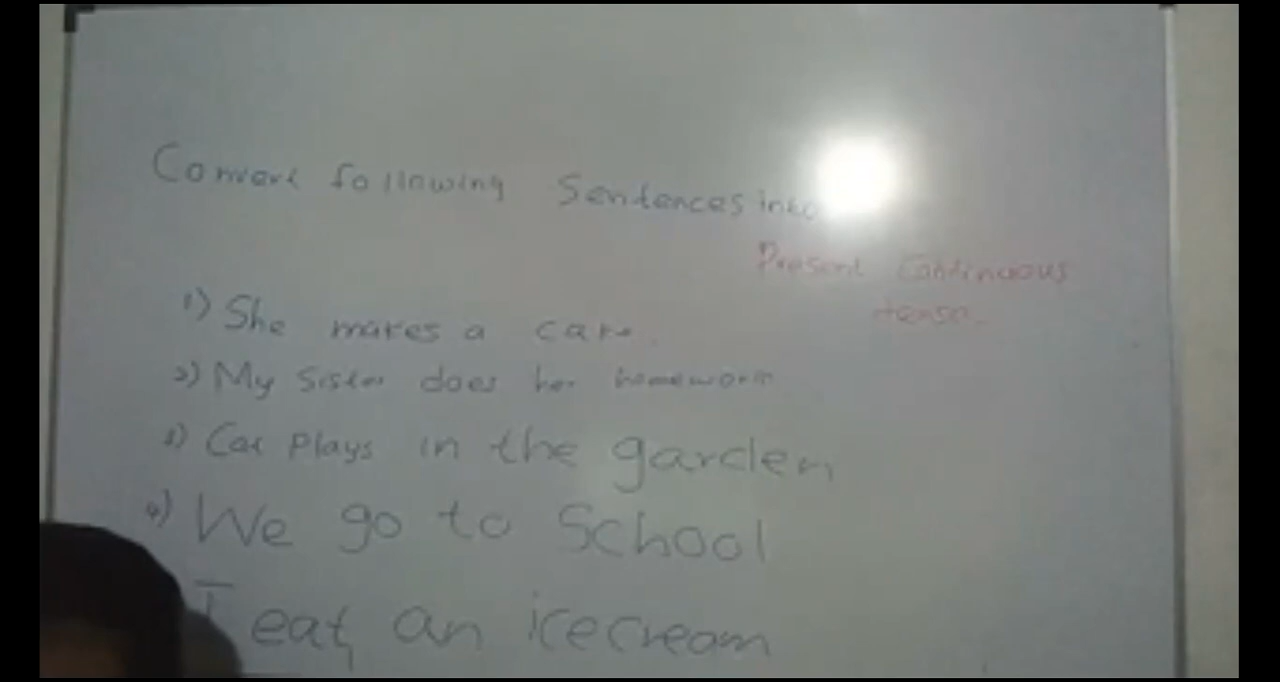 Convert following Sentences into
Present Continuous
tense.
1) She makes a
2) My Sister does her homework
3) Cat Plays in the garden
4) We go to School
I eat an icecream